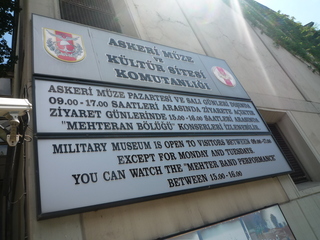 ASKERİ MÜZE
VE
KÜLTÜR SİTESİ
KOMUTANLIĞI
ASKERİ MÜZE PAZARTESİ VE SALI GÜNLERİ DIŞINDA
09.00 - 17.00 SAATLERİ ARASINDA ZİYARETE AÇIKTIR
ZİYARET GÜNLERİNDE 15.00 - 16.00 SAATLERİ ARASINDA
"MEHTERAN BÖLÜĞÜ" KONSERLERİ İZLENEBİLİR.
MILITARY MUSEUM IS OPEN TO VISITORS BETWEEN 09.00-17.00
EXCEPT FOR MONDAY AND TUESDAYS.
YOU CAN WATCH THE "MEHTER BAND PERFORMANCE"
BETWEEN 15.00-16.00